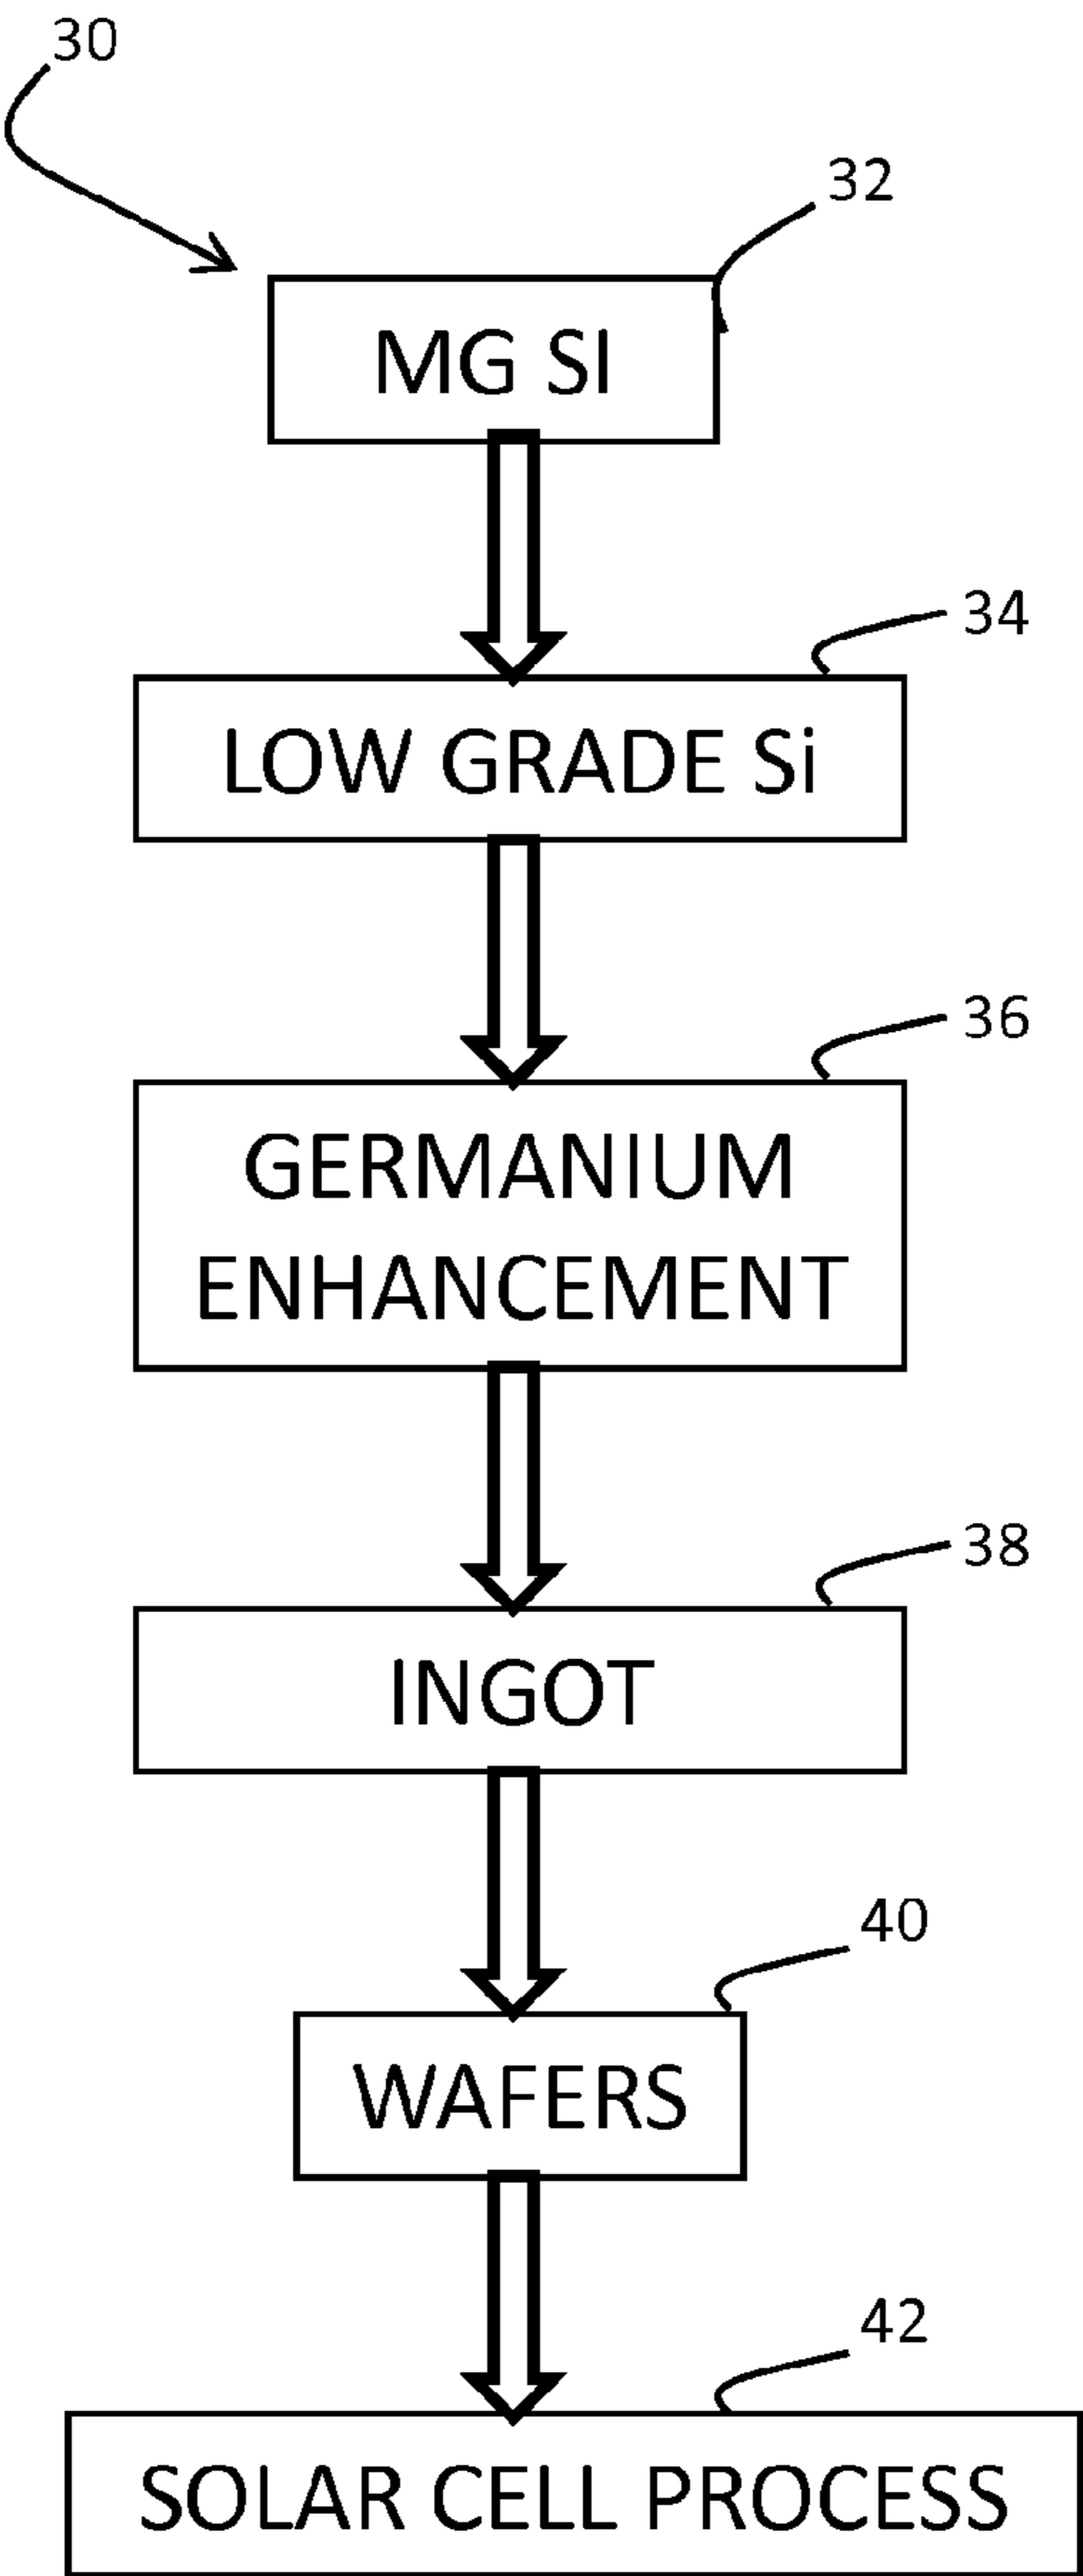 30
32
MG SI
34
LOW GRADE Si
36
GERMANIUM
ENHANCEMENT
38
INGOT
40
WAFERS
42
SOLAR CELL PROCESS